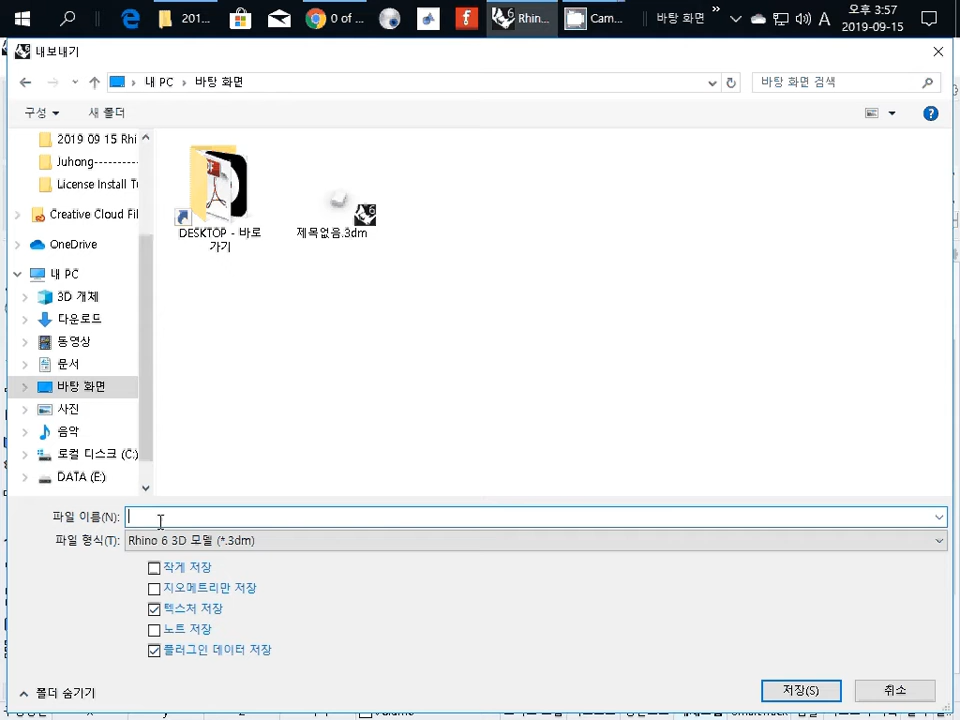 201...
0 of ...
Rhin...
Cam...
바탕 화면
A
오후 3:57
2019-09-15
내보내기
내 PC › 바탕 화면
바탕 화면 검색
구성
새 폴더
2019 09 15 Rhi
Juhong----------
License Install Tu
Creative Cloud Fil
OneDrive
내 PC
3D 개체
다운로드
동영상
문서
바탕 화면
사진
음악
로컬 디스크 (C:)
DATA (E:)
DESKTOP - 바로
가기
제목없음.3dm
파일 이름(N):
파일 형식(T): Rhino 6 3D 모델 (*.3dm)
작게 저장
지오메트리만 저장
텍스처 저장
노트 저장
플러그인 데이터 저장
폴더 숨기기
저장(S)
취소